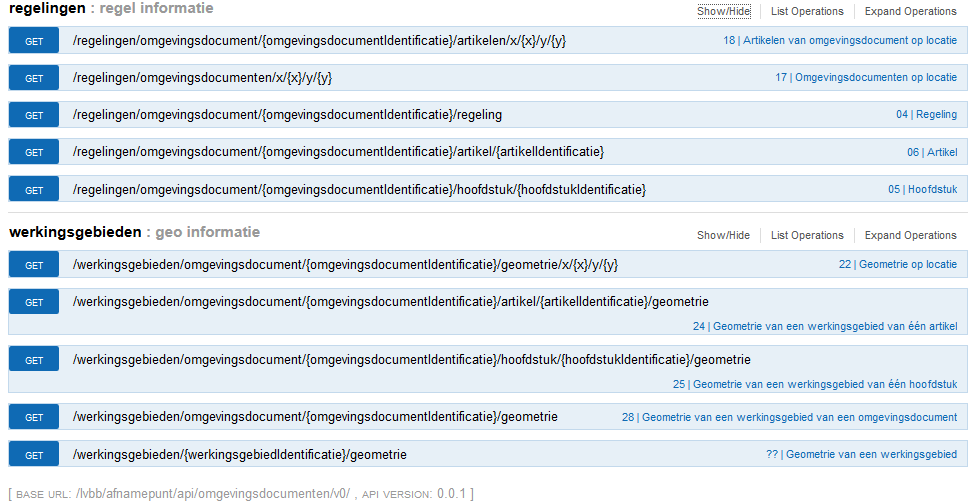 regelingen : regel informatie Show/Hide | List Operations | Expand Operations
GET /regelingen/omgevingsdocument/{omgevingsdocumentIdentificatie}/artikelen/x/{x}/y/{y} 18 | Artikelen van omgevingsdocument op locatie
GET /regelingen/omgevingsdocumenten/x/{x}/y/{y} 17 | Omgevingsdocumenten op locatie
GET /regelingen/omgevingsdocument/{omgevingsdocumentIdentificatie}/regeling 04 | Regeling
GET /regelingen/omgevingsdocument/{omgevingsdocumentIdentificatie}/artikel/{artikelIdentificatie} 06 | Artikel
GET /regelingen/omgevingsdocument/{omgevingsdocumentIdentificatie}/hoofdstuk/{hoofdstukIdentificatie} 05 | Hoofdstuk
werkingsgebieden : geo informatie Show/Hide | List Operations | Expand Operations
GET /werkingsgebieden/omgevingsdocument/{omgevingsdocumentIdentificatie}/geometrie/x/{x}/y/{y} 22 | Geometrie op locatie
GET /werkingsgebieden/omgevingsdocument/{omgevingsdocumentIdentificatie}/artikel/{artikelIdentificatie}/geometrie
24 | Geometrie van een werkingsgebied van één artikel
GET /werkingsgebieden/omgevingsdocument/{omgevingsdocumentIdentificatie}/hoofdstuk/{hoofdstukIdentificatie}/geometrie
25 | Geometrie van een werkingsgebied van één hoofdstuk
GET /werkingsgebieden/omgevingsdocument/{omgevingsdocumentIdentificatie}/geometrie 28 | Geometrie van een werkingsgebied van een omgevingsdocument
GET /werkingsgebieden/{werkingsgebiedIdentificatie}/geometrie ?? | Geometrie van een werkingsgebied
[ BASE URL: /lvbb/afnamepunt/api/omgevingsdocumenten/v0/ , API VERSION: 0.0.1 ]